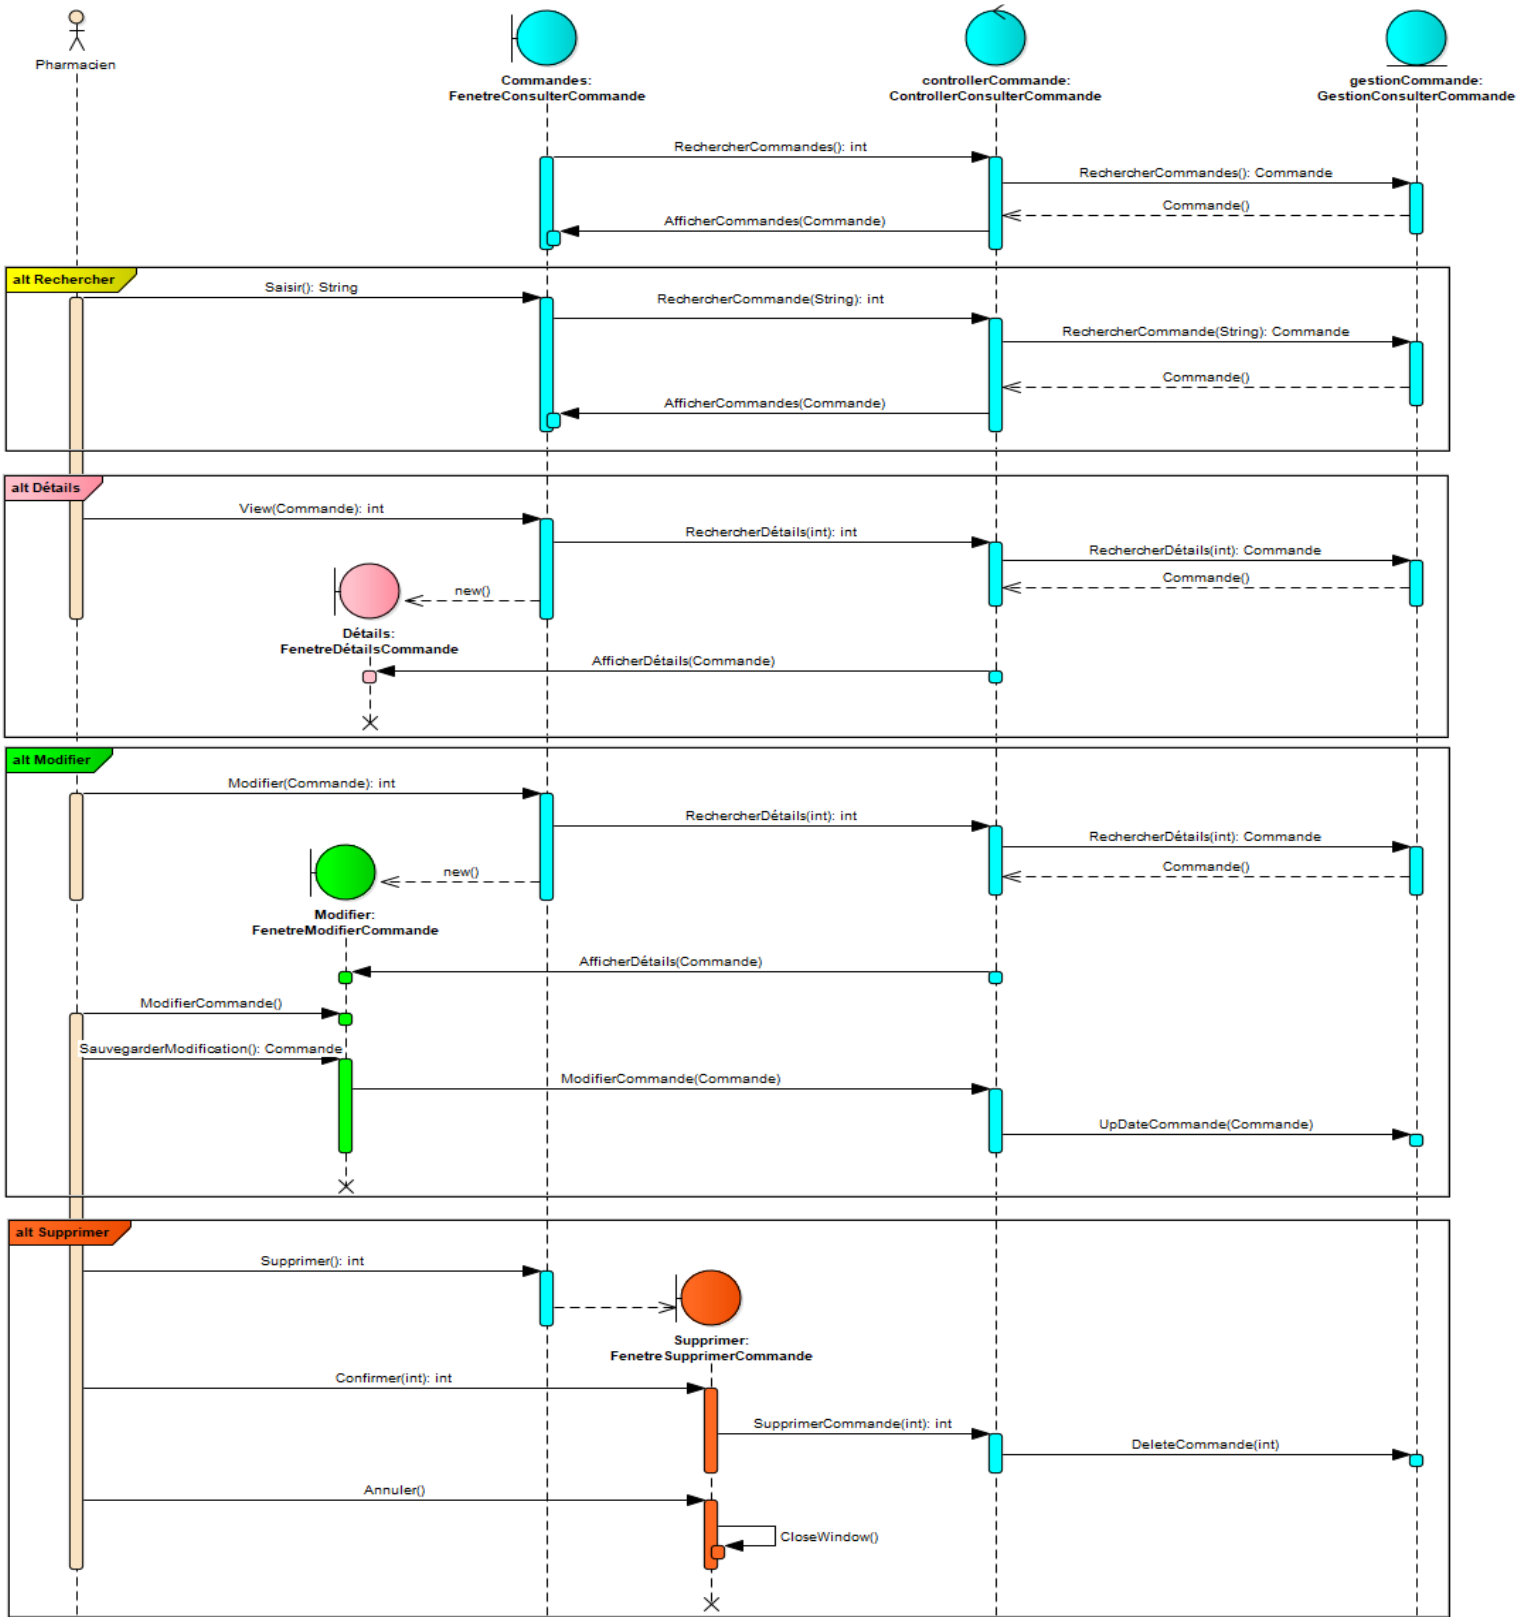 Pharmacien
Commandes:
FenetreConsulterCommande
controllerCommande:
ControllerConsulterCommande
gestionCommande:
GestionConsulterCommande
RechercherCommandes(): int
RechercherCommandes(): Commande
Commande()
AfficherCommandes(Commande)
alt Rechercher
Saisir(): String
RechercherCommande(String): int
RechercherCommande(String): Commande
Commande()
AfficherCommandes(Commande)
alt Détails
View(Commande): int
RechercherDétails(int): int
RechercherDétails(int): Commande
Commande()
new()
Détails:
FenetreDétailsCommande
AfficherDétails(Commande)
alt Modifier
Modifier(Commande): int
RechercherDétails(int): int
RechercherDétails(int): Commande
Commande()
new()
Modifier:
FenetreModifierCommande
AfficherDétails(Commande)
ModifierCommande()
SauvegarderModification(): Commande
ModifierCommande(Commande)
UpDateCommande(Commande)
alt Supprimer
Supprimer(): int
Supprimer:
FenetreSupprimerCommande
Confirmer(int): int
SupprimerCommande(int): int
DeleteCommande(int)
Annuler()
CloseWindow()